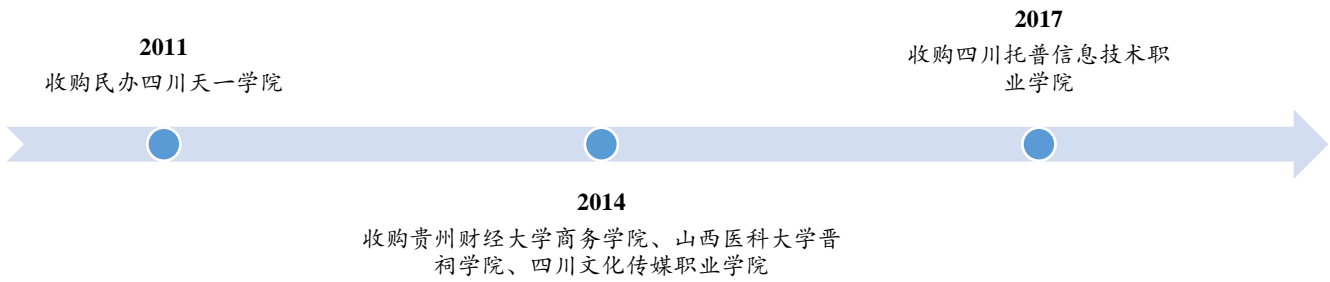 2011
收购民办四川天一学院
2014
收购贵州财经大学商务学院、山西医科大学晋
祠学院、四川文化传媒职业学院
2017
收购四川托普信息技术职
业学院